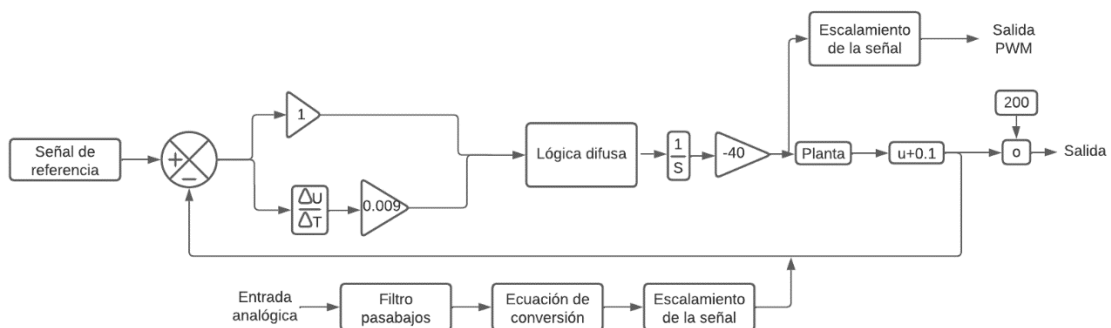 Escalamiento
de la señal
Salida
PWM
200
1
Señal de
referencia
+
−
Lógica difusa
1
S
-40
Planta
u+0.1
o
Salida
ΔU
ΔT
0.009
Entrada
analógica
Filtro
pasabajos
Ecuación de
conversión
Escalamiento
de la señal